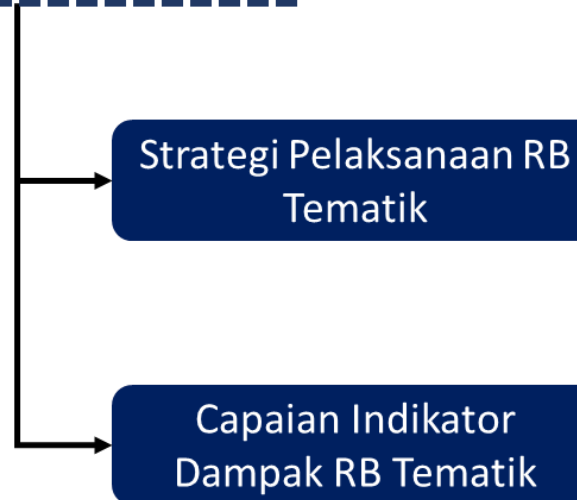 Strategi Pelaksanaan RB
Tematik
Capaian Indikator
Dampak RB Tematik